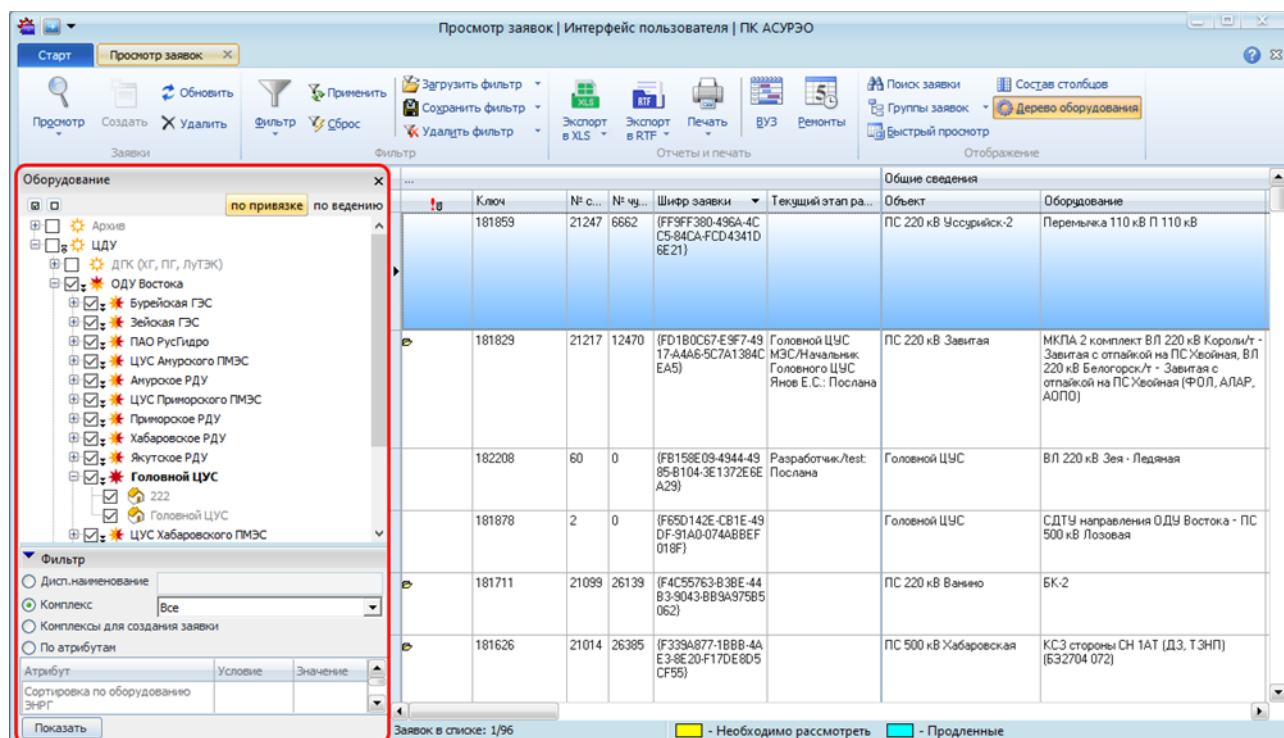 Просмотр заявок | Интерфейс пользователя | ПК АСУРЭО
Старт
Просмотр заявок
Просмотр
Создать
Обновить
Удалить
Заявки
Фильтр
Применить
Сброс
Загрузить фильтр
Сохранить фильтр
Удалить фильтр
Фильтр
XLS
Экспорт
в XLS
RTF
Экспорт
в RTF
Печать
ВУЗ
5
Ремонты
Отчеты и печать
Поиск заявки
Группы заявок
Быстрый просмотр
Состав столбцов
Дерево оборудования
Отображение
Оборудование
по привязке по ведению
Архив
ЦДУ
ДГК (ХГ, ПГ, ЛуТЭК)
ОДУ Востока
Бурейская ГЭС
Зейская ГЭС
ПАО РусГидро
ЦУС Амурского ПМЭС
Амурское РДУ
ЦУС Приморского ПМЭС
Приморское РДУ
Хабаровское РДУ
Якутское РДУ
Головной ЦУС
222
Головной ЦУС
ЦУС Хабаровского ПМЭС
Фильтр
Дисп.наименование
Комплекс Все
Комплексы для создания заявки
По атрибутам
Атрибут Условие Значение
Сортировка по оборудованию
ЭНРГ
Показать
... Общие сведения
Ключ № с... № чу... Шифр заявки Текущий этап ра... Объект Оборудование
181859 21247 6662 {FF9FF380-496A-4C ПС 220 кВ Уссурийск-2 Перемычка 110 кВ П 110 кВ
C5-84CA-FCD4341D
6E21}
181829 21217 12470 {FD1B0C67-E9F7-49 Головной ЦУС ПС 220 кВ Завитая МКПА 2 комплект ВЛ 220 кВ Короли/т -
17-A4A6-5C7A1384C МЭС/Начальник Завитая с отпайкой на ПС Хвойная, ВЛ
EA5} Головного ЦУС 220 кВ Белогорск/т - Завитая с
Янов Е.С.: Послана отпайкой на ПС Хвойная (ФОЛ, АЛАР,
АОПО)
182208 60 0 {FB158E09-4944-49 Разработчик/test: Головной ЦУС ВЛ 220 кВ Зея - Ледяная
85-B104-3E1372E6E Послана
A29}
181878 2 0 {F65D142E-CB1E-49 Головной ЦУС СДТУ направления ОДУ Востока - ПС
DF-91A0-074ABBEF 500 кВ Лозовая
018F}
181711 21099 26139 {F4C55763-B3BE-44 ПС 220 кВ Ванино БК-2
B3-9043-BB9A975B5
062}
181626 21014 26385 {F339A877-1BBB-4A ПС 500 кВ Хабаровская КСЗ стороны СН 1АТ (ДЗ, ТЗНП)
E3-8E20-F17DE8D5 (БЭ2704 072)
CF55}
Заявок в списке: 1/96
- Необходимо рассмотреть
- Продленные